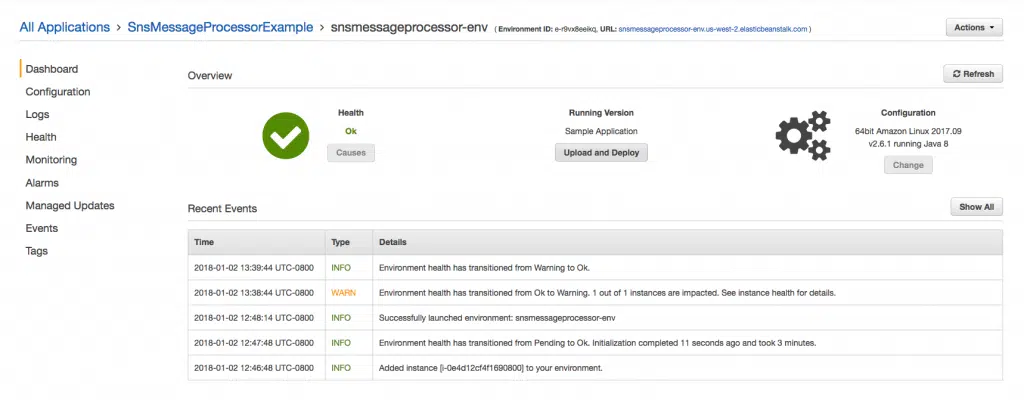 All Applications > SnsMessageProcessorExample > snsmessageprocessor-env ( Environment ID: e-r9vx8eeikq, URL: snsmessageprocessor-env.us-west-2.elasticbeanstalk.com )
Actions
Dashboard
Configuration
Logs
Health
Monitoring
Alarms
Managed Updates
Events
Tags
Overview
Refresh
Health
Ok
Causes
Running Version
Sample Application
Upload and Deploy
Configuration
64bit Amazon Linux 2017.09
v2.6.1 running Java 8
Change
Recent Events
Show All
Time Type Details
2018-01-02 13:39:44 UTC-0800 INFO Environment health has transitioned from Warning to Ok.
2018-01-02 13:38:44 UTC-0800 WARN Environment health has transitioned from Ok to Warning. 1 out of 1 instances are impacted. See instance health for details.
2018-01-02 12:48:14 UTC-0800 INFO Successfully launched environment: snsmessageprocessor-env
2018-01-02 12:47:48 UTC-0800 INFO Environment health has transitioned from Pending to Ok. Initialization completed 11 seconds ago and took 3 minutes.
2018-01-02 12:46:48 UTC-0800 INFO Added instance [i-0e4d12cf4f1690800] to your environment.